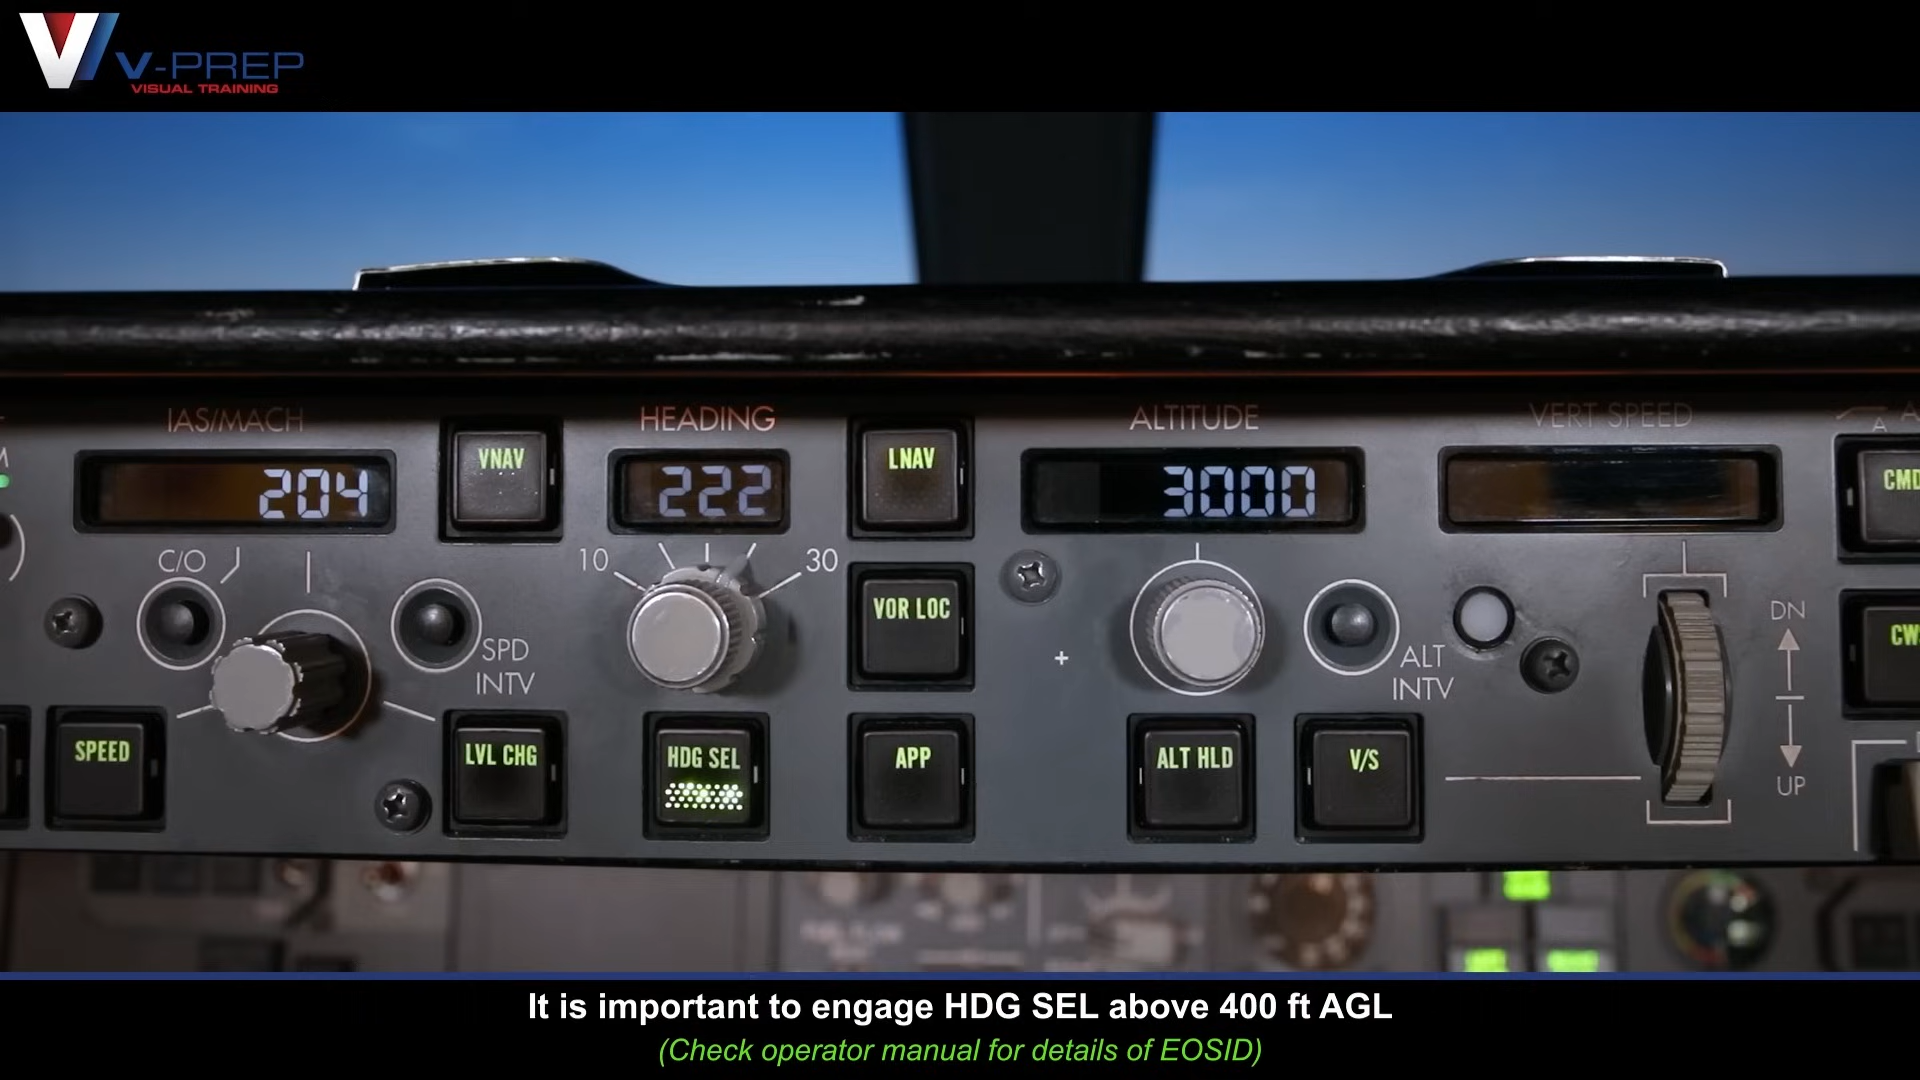 V-PREP
VISUAL TRAINING
IAS/MACH
HEADING
ALTITUDE
VERT SPEED
A
204
VNAV
222
LNAV
3000
CMD
C/O
10
30
VOR LOC
DN
SPD
INTV
ALT
INTV
UP
SPEED
LVL CHG
HDG SEL
APP
ALT HLD
V/S
It is important to engage HDG SEL above 400 ft AGL
(Check operator manual for details of EOSID)